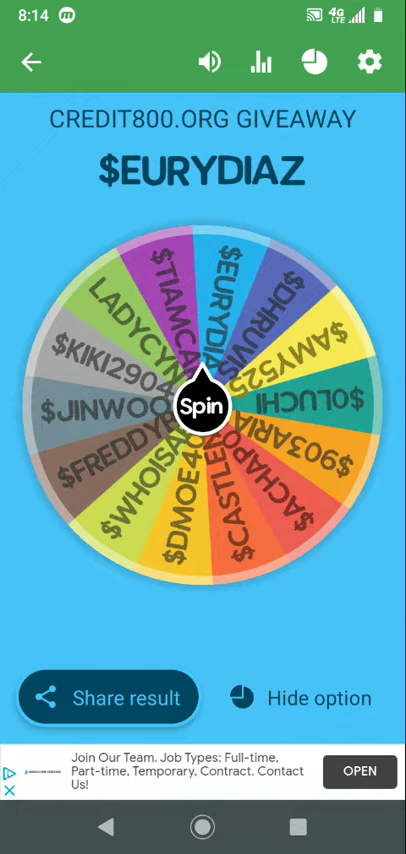 8:14
4G
LTE
CREDIT800.ORG GIVEAWAY
$EURYDIAZ
$EURYDIA
$DHRUVIS
$AMY525
$OLUCHI
$903ARIA
$ACHAPO
$CASTLEM
$DMOE4
$WHOISA
$FREDDYB
$JINWOO
$KIKI2904
LADYCYN
$TIAMCA
Spin
Share result
Hide option
Join Our Team. Job Types: Full-time,
Part-time, Temporary, Contract. Contact
Us!
OPEN